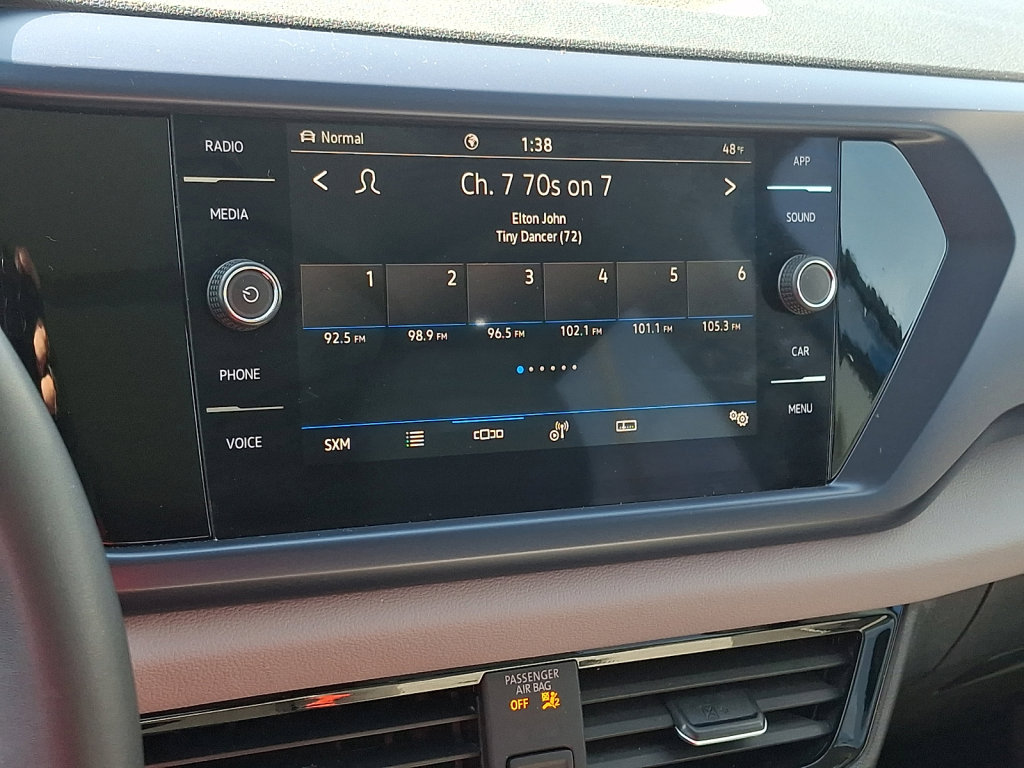 RADIO
MEDIA
PHONE
VOICE
Normal
1:38
48°F
< Ch. 7 70s on 7 >
Elton John
Tiny Dancer (72)
1 2 3 4 5 6
92.5 FM 98.9 FM 96.5 FM 102.1 FM 101.1 FM 105.3 FM
SXM
APP
SOUND
CAR
MENU
PASSENGER
AIR BAG
OFF
2